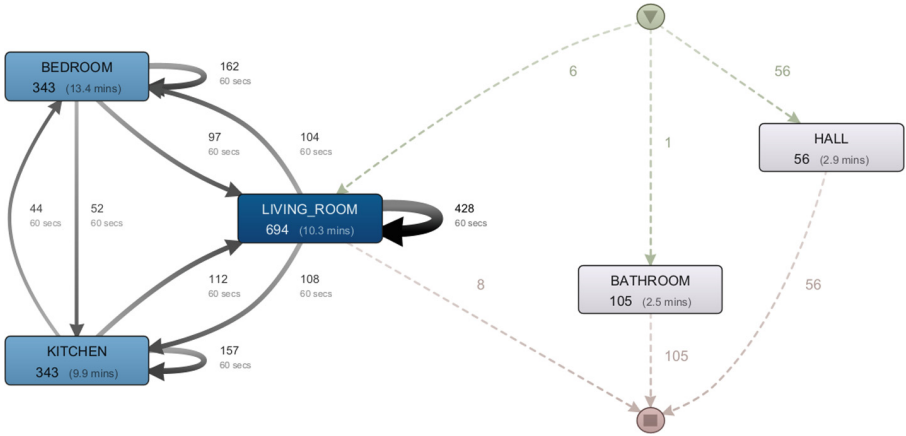 BEDROOM
343 (13.4 mins)
162
60 secs
97
60 secs
104
60 secs
44
60 secs
52
60 secs
LIVING_ROOM
694 (10.3 mins)
428
60 secs
112
60 secs
108
60 secs
KITCHEN
343 (9.9 mins)
157
60 secs
6
1
56
HALL
56 (2.9 mins)
BATHROOM
105 (2.5 mins)
8
105
56